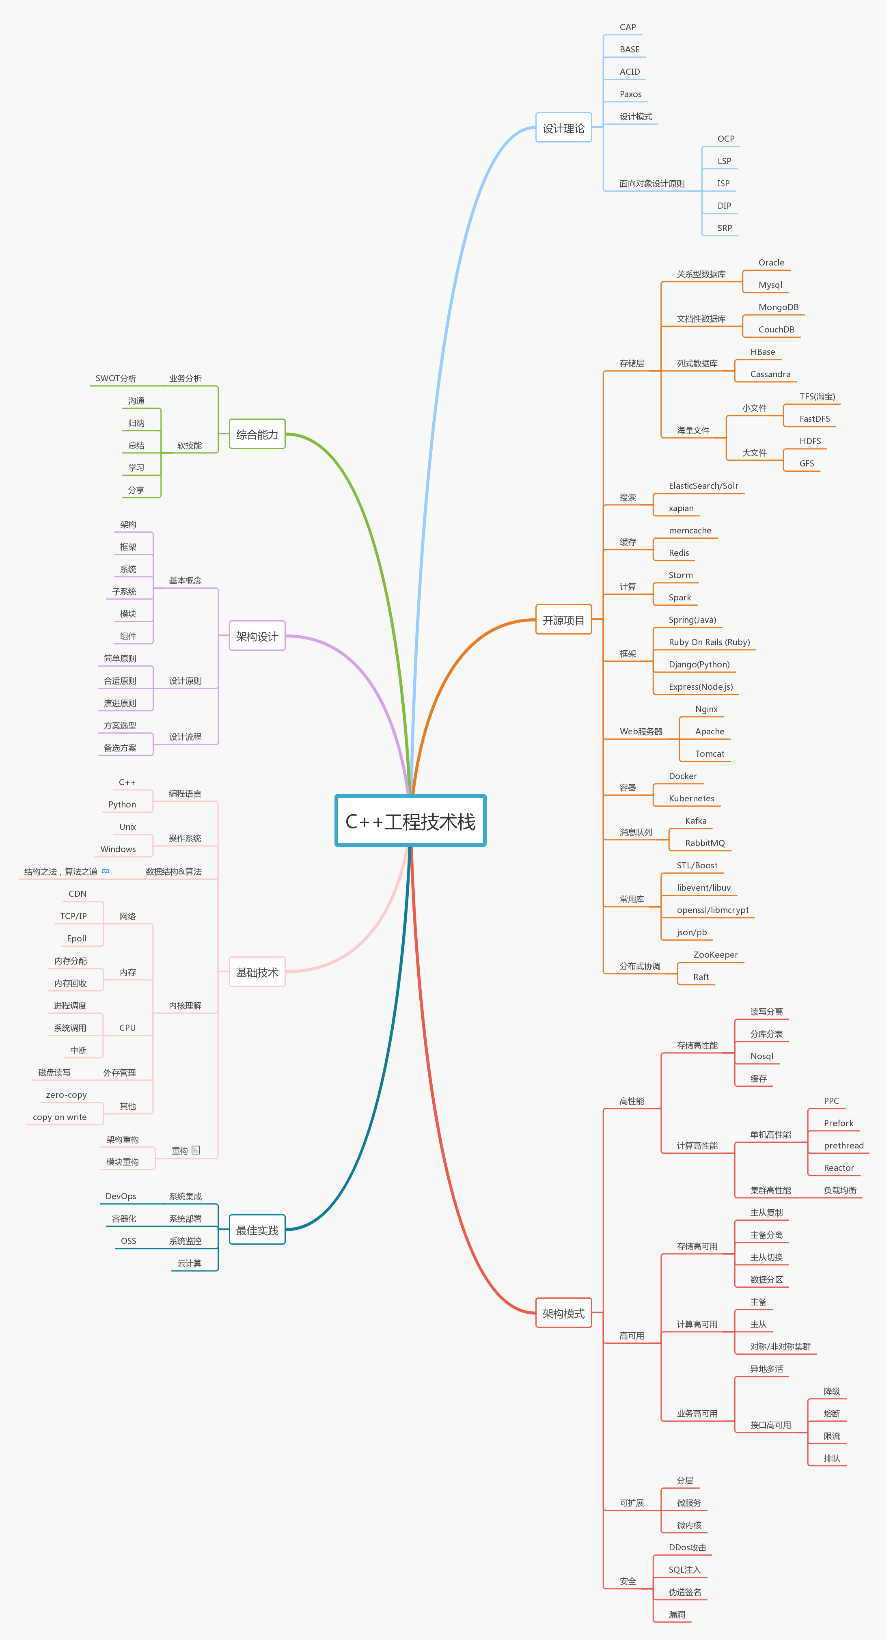 C++工程技术栈
设计理论
CAP
BASE
ACID
Paxos
设计模式
面向对象设计原则
OCP
LSP
ISP
DIP
SRP
开源项目
存储层
关系型数据库
Oracle
Mysql
文档性数据库
MongoDB
CouchDB
列式数据库
HBase
Cassandra
海量文件
小文件
TFS(淘宝)
FastDFS
大文件
HDFS
GFS
搜索
ElasticSearch/Solr
xapian
缓存
memcache
Redis
计算
Storm
Spark
框架
Spring(Java)
Ruby On Rails (Ruby)
Django(Python)
Express(Node.js)
Web服务器
Nginx
Apache
Tomcat
容器
Docker
Kubernetes
消息队列
Kafka
RabbitMQ
常用库
STL/Boost
libevent/libuv
openssl/libmcrypt
json/pb
分布式协调
ZooKeeper
Raft
架构模式
高性能
存储高性能
读写分离
分库分表
Nosql
缓存
计算高性能
单机高性能
PPC
Prefork
prethread
Reactor
集群高性能
负载均衡
高可用
存储高可用
主从复制
主备分离
主从切换
数据分区
计算高可用
主备
主从
对称/非对称集群
业务高可用
异地多活
接口高可用
降级
熔断
限流
排队
可扩展
分层
微服务
微内核
安全
DDos攻击
SQL注入
伪造签名
漏洞
综合能力
业务分析
SWOT分析
软技能
沟通
归纳
总结
学习
分享
架构设计
基本概念
架构
框架
系统
子系统
模块
组件
设计原则
简单原则
合适原则
演进原则
设计流程
方案选型
备选方案
基础技术
编程语言
C++
Python
操作系统
Unix
Windows
数据结构&算法
结构之法，算法之道
内核理解
网络
CDN
TCP/IP
Epoll
内存
内存分配
内存回收
CPU
进程调度
系统调用
中断
外存管理
磁盘读写
其他
zero-copy
copy on write
重构
架构重构
模块重构
最佳实践
系统集成
DevOps
系统部署
容器化
系统监控
OSS
云计算